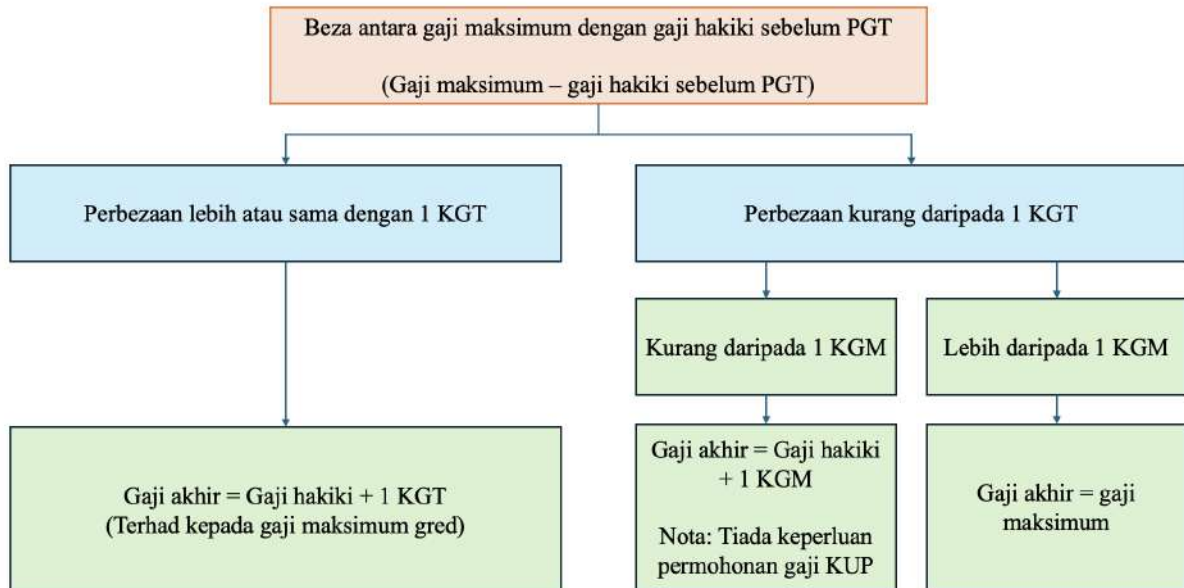 Beza antara gaji maksimum dengan gaji hakiki sebelum PGT
(Gaji maksimum – gaji hakiki sebelum PGT)
Perbezaan lebih atau sama dengan 1 KGT
Perbezaan kurang daripada 1 KGT
Kurang daripada 1 KGM
Lebih daripada 1 KGM
Gaji akhir = Gaji hakiki + 1 KGT
(Terhad kepada gaji maksimum gred)
Gaji akhir = Gaji hakiki
+ 1 KGM
Nota: Tiada keperluan
permohonan gaji KUP
Gaji akhir = gaji
maksimum